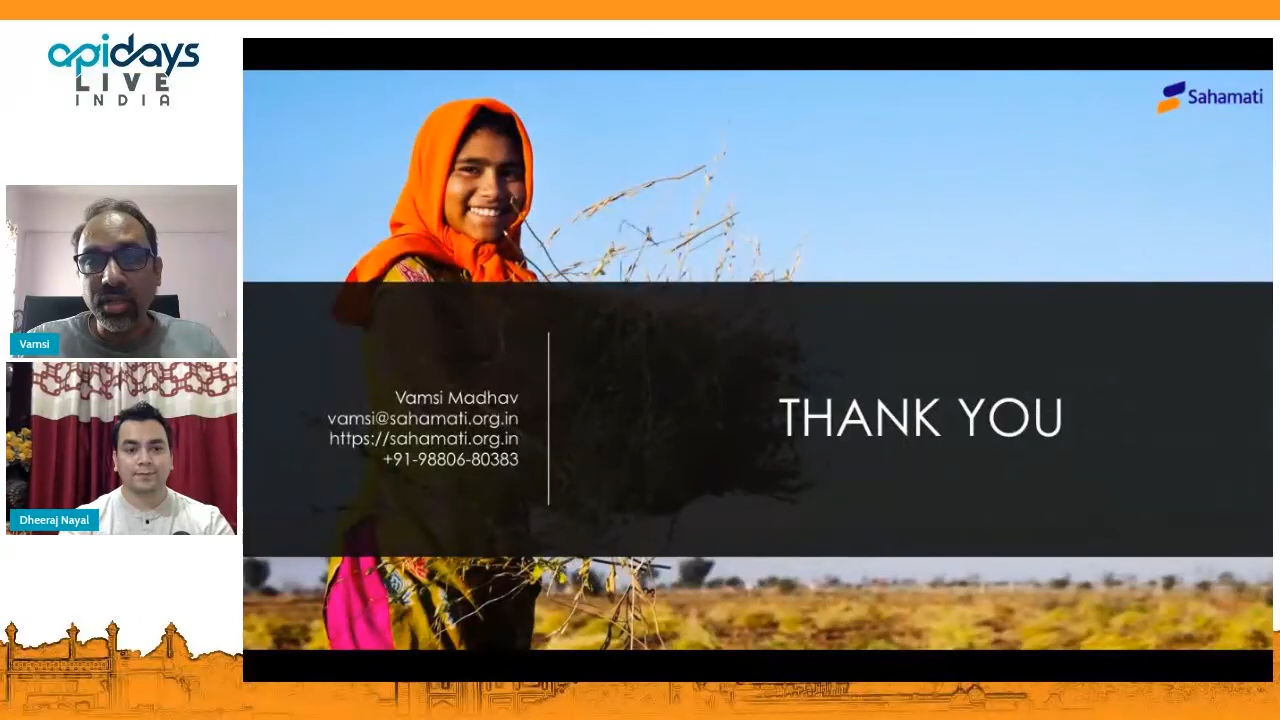 apidays
LIVE
INDIA
Sahamati
Vamsi
Dheeraj Nayal
Vamsi Madhav
vamsi@sahamati.org.in
https://sahamati.org.in
+91-98806-80383
THANK YOU